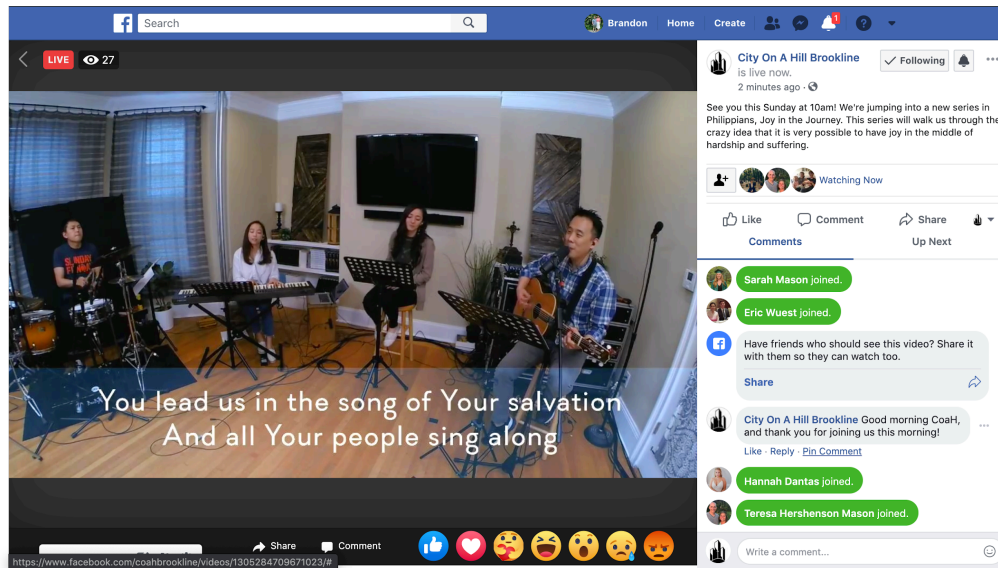 Search
Brandon
Home
Create
1
LIVE
27
City On A Hill Brookline
is live now.
2 minutes ago
Following
See you this Sunday at 10am! We're jumping into a new series in
Philippians, Joy in the Journey. This series will walk us through the
crazy idea that it is very possible to have joy in the middle of
hardship and suffering.
Watching Now
Like
Comment
Share
Comments
Up Next
Sarah Mason joined.
Eric Wuest joined.
Have friends who should see this video? Share it
with them so they can watch too.
Share
City On A Hill Brookline Good morning CoaH,
and thank you for joining us this morning!
Like · Reply · Pin Comment
Hannah Dantas joined.
Teresa Hershenson Mason joined.
Write a comment...
You lead us in the song of Your salvation
And all Your people sing along
Share
Comment
https://www.facebook.com/coahbrookline/videos/1305284709671023/#